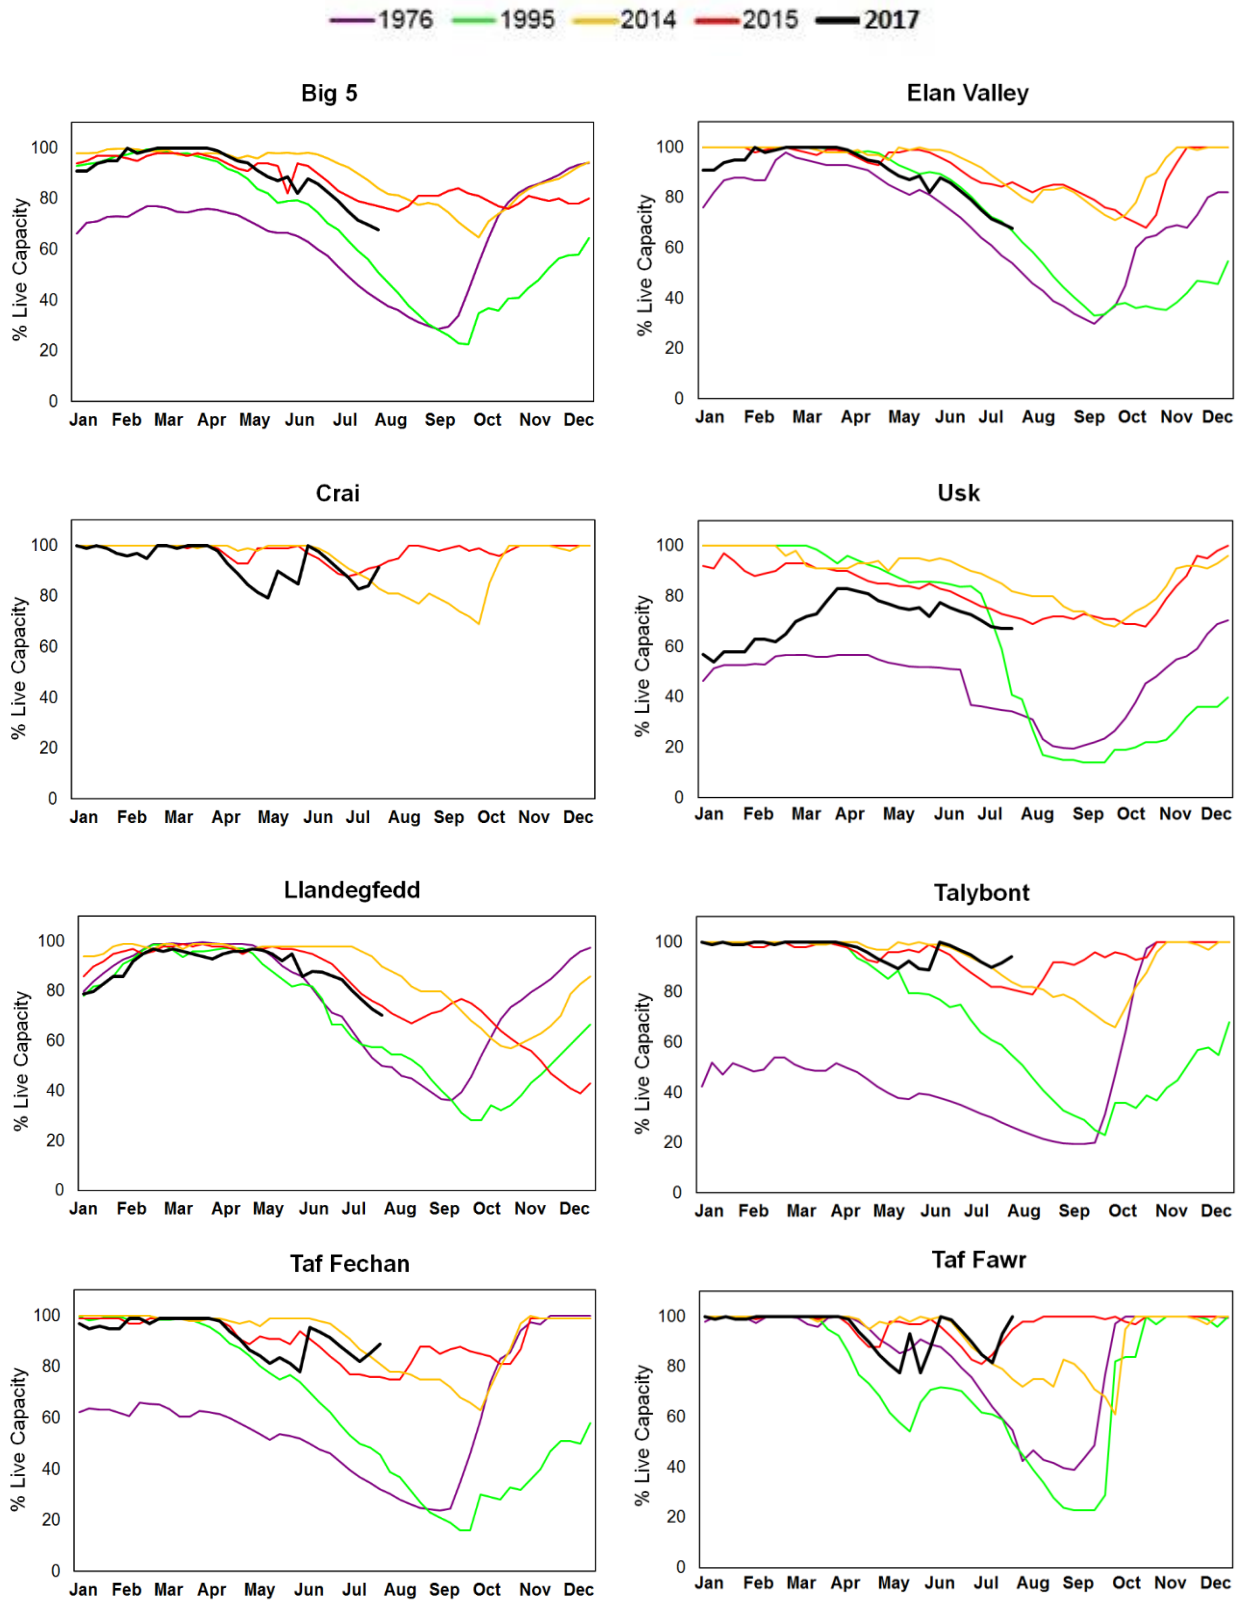 1976 1995 2014 2015 2017
Big 5
% Live Capacity
100
80
60
40
20
0
Jan Feb Mar Apr May Jun Jul Aug Sep Oct Nov Dec
Elan Valley
% Live Capacity
100
80
60
40
20
0
Jan Feb Mar Apr May Jun Jul Aug Sep Oct Nov Dec
Crai
% Live Capacity
100
80
60
40
20
0
Jan Feb Mar Apr May Jun Jul Aug Sep Oct Nov Dec
Usk
% Live Capacity
100
80
60
40
20
0
Jan Feb Mar Apr May Jun Jul Aug Sep Oct Nov Dec
Llandegfedd
% Live Capacity
100
80
60
40
20
0
Jan Feb Mar Apr May Jun Jul Aug Sep Oct Nov Dec
Talybont
% Live Capacity
100
80
60
40
20
0
Jan Feb Mar Apr May Jun Jul Aug Sep Oct Nov Dec
Taf Fechan
% Live Capacity
100
80
60
40
20
0
Jan Feb Mar Apr May Jun Jul Aug Sep Oct Nov Dec
Taf Fawr
% Live Capacity
100
80
60
40
20
0
Jan Feb Mar Apr May Jun Jul Aug Sep Oct Nov Dec